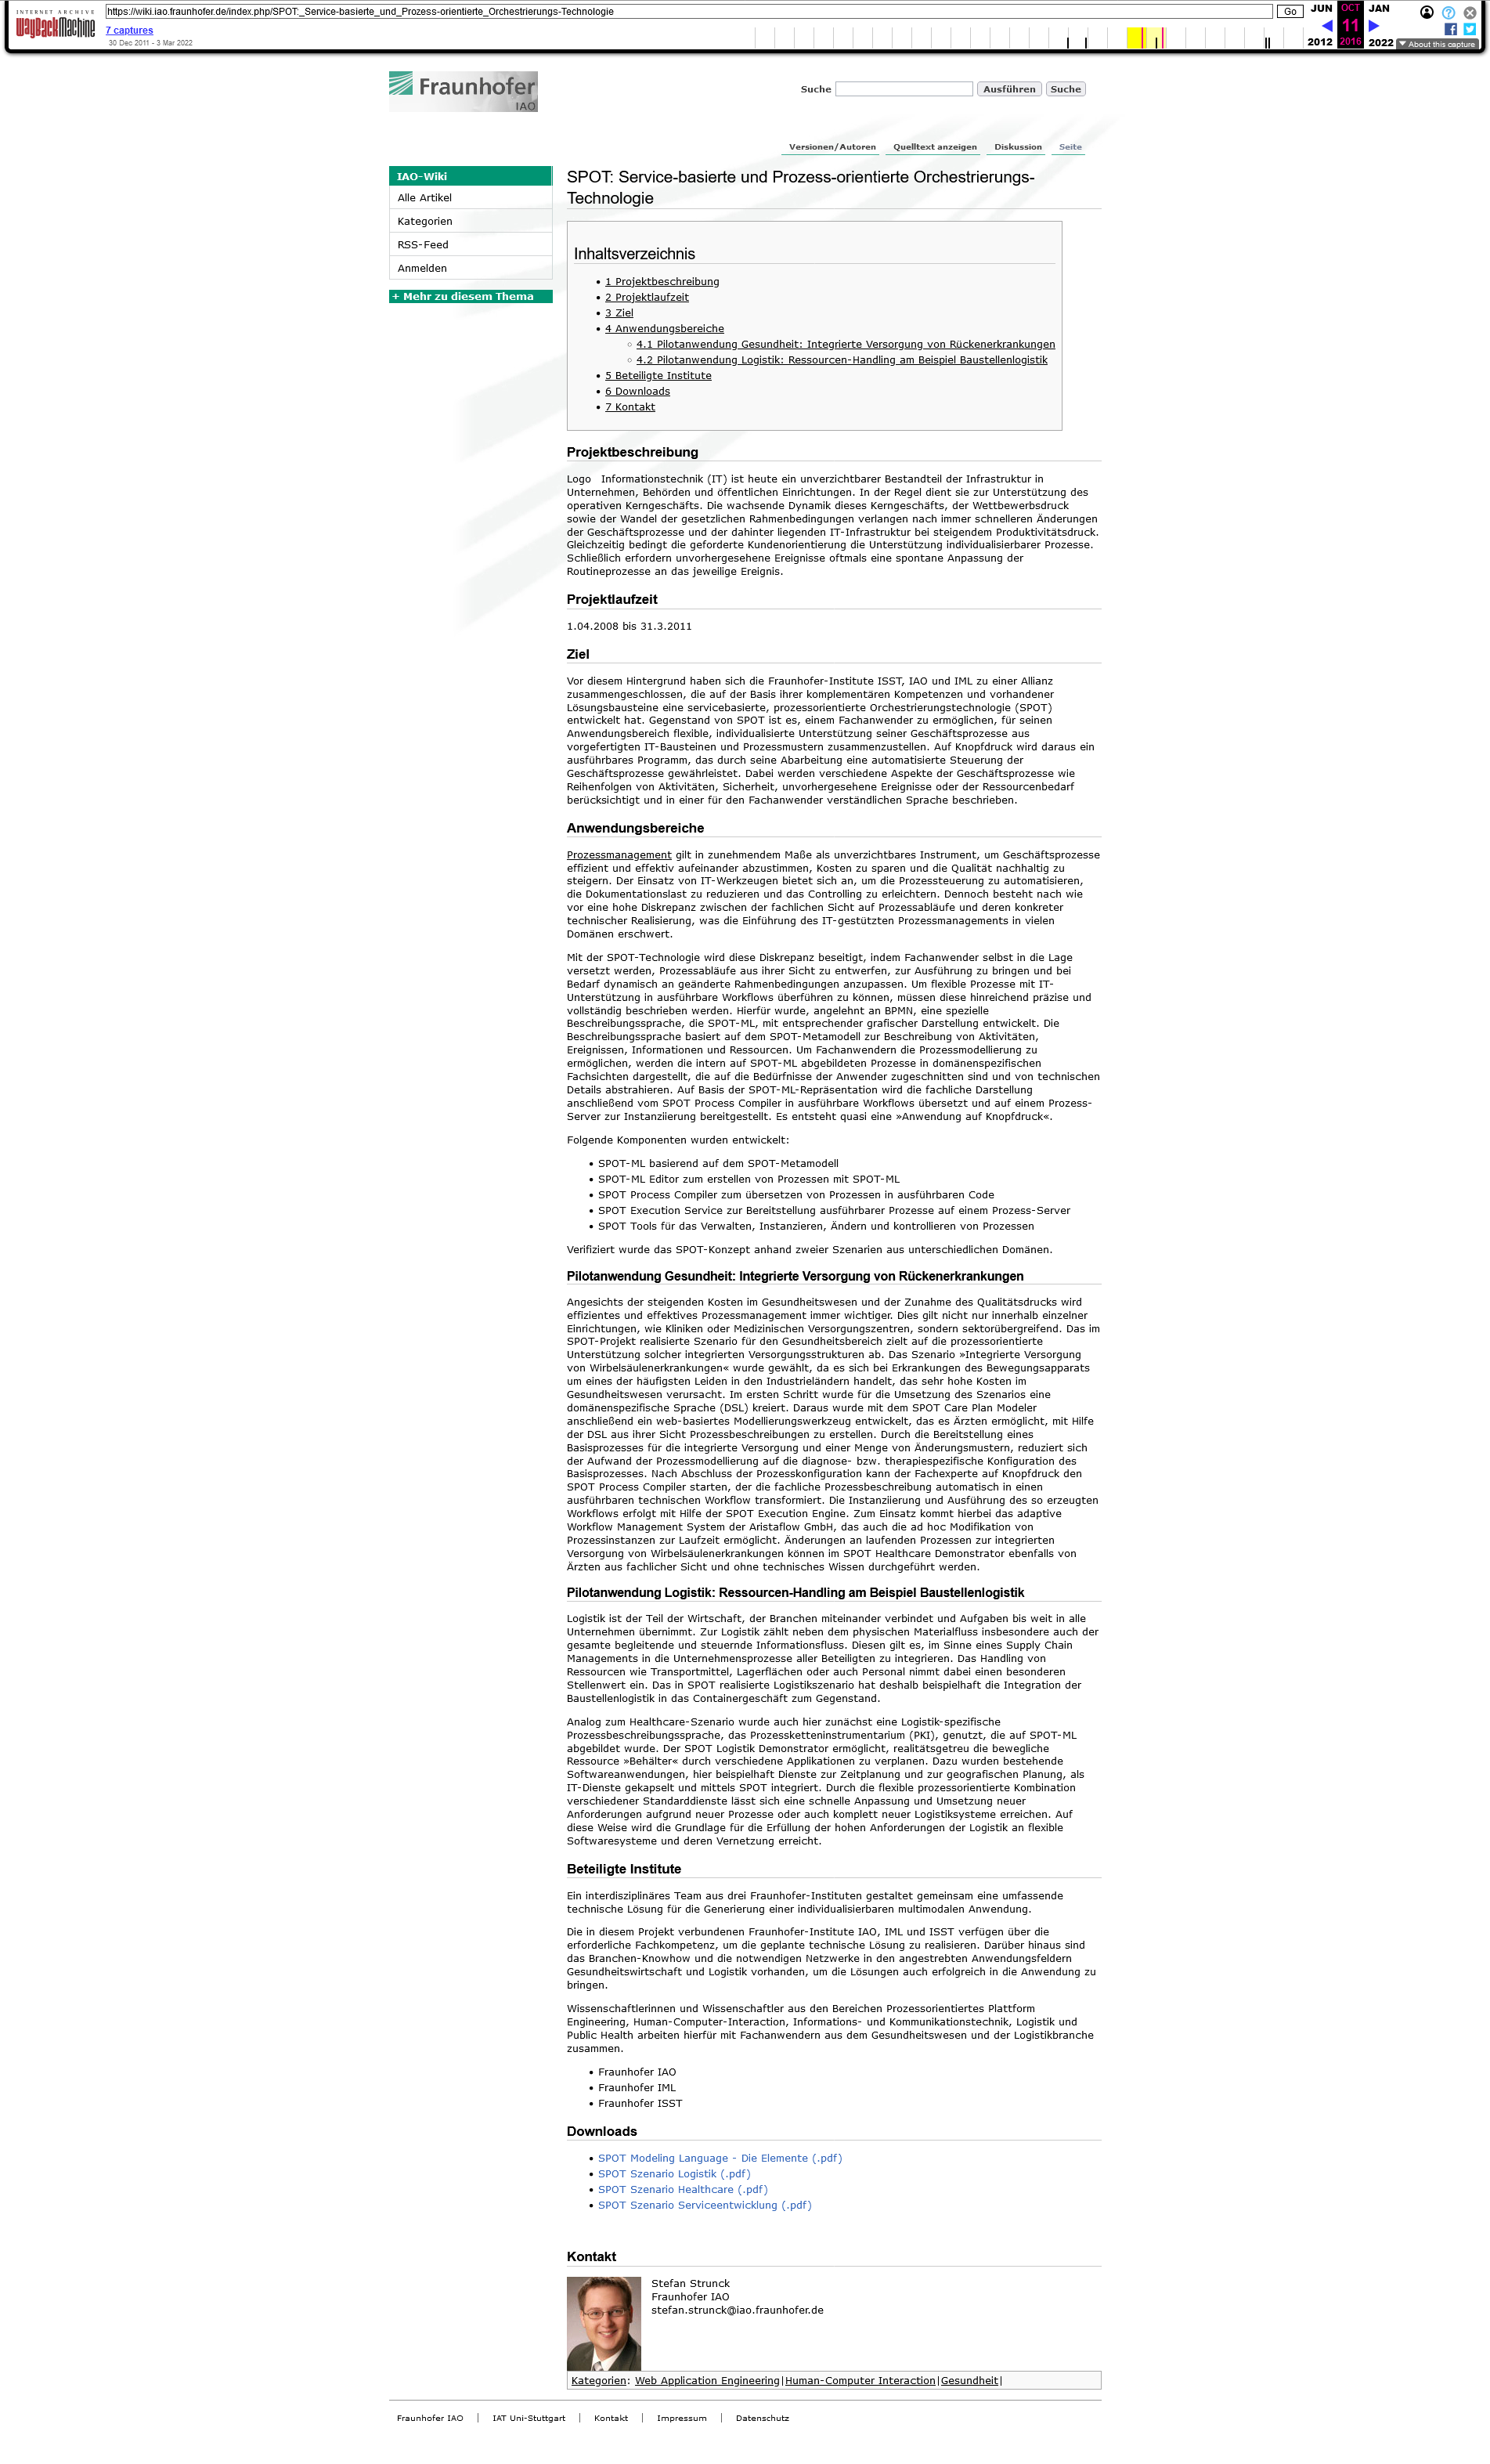 INTERNET ARCHIVE
WayBackMachine
https://wiki.iao.fraunhofer.de/index.php/SPOT:_Service-basierte_und_Prozess-orientierte_Orchestrierungs-Technologie
Go
7 captures
30 Dec 2011 - 3 Mar 2022
JUN OCT JAN
11
2012 2016 2022
About this capture
Fraunhofer
IAO
Suche Ausführen Suche
Versionen/Autoren Quelltext anzeigen Diskussion Seite
IAO-Wiki
Alle Artikel
Kategorien
RSS-Feed
Anmelden
+ Mehr zu diesem Thema
SPOT: Service-basierte und Prozess-orientierte Orchestrierungs-
Technologie
Inhaltsverzeichnis
1 Projektbeschreibung
2 Projektlaufzeit
3 Ziel
4 Anwendungsbereiche
4.1 Pilotanwendung Gesundheit: Integrierte Versorgung von Rückenerkrankungen
4.2 Pilotanwendung Logistik: Ressourcen-Handling am Beispiel Baustellenlogistik
5 Beteiligte Institute
6 Downloads
7 Kontakt
Projektbeschreibung
Logo Informationstechnik (IT) ist heute ein unverzichtbarer Bestandteil der Infrastruktur in
Unternehmen, Behörden und öffentlichen Einrichtungen. In der Regel dient sie zur Unterstützung des
operativen Kerngeschäfts. Die wachsende Dynamik dieses Kerngeschäfts, der Wettbewerbsdruck
sowie der Wandel der gesetzlichen Rahmenbedingungen verlangen nach immer schnelleren Änderungen
der Geschäftsprozesse und der dahinter liegenden IT-Infrastruktur bei steigendem Produktivitätsdruck.
Gleichzeitig bedingt die geforderte Kundenorientierung die Unterstützung individualisierbarer Prozesse.
Schließlich erfordern unvorhergesehene Ereignisse oftmals eine spontane Anpassung der
Routineprozesse an das jeweilige Ereignis.
Projektlaufzeit
1.04.2008 bis 31.3.2011
Ziel
Vor diesem Hintergrund haben sich die Fraunhofer-Institute ISST, IAO und IML zu einer Allianz
zusammengeschlossen, die auf der Basis ihrer komplementären Kompetenzen und vorhandener
Lösungsbausteine eine servicebasierte, prozessorientierte Orchestrierungstechnologie (SPOT)
entwickelt hat. Gegenstand von SPOT ist es, einem Fachanwender zu ermöglichen, für seinen
Anwendungsbereich flexible, individualisierte Unterstützung seiner Geschäftsprozesse aus
vorgefertigten IT-Bausteinen und Prozessmustern zusammenzustellen. Auf Knopfdruck wird daraus ein
ausführbares Programm, das durch seine Abarbeitung eine automatisierte Steuerung der
Geschäftsprozesse gewährleistet. Dabei werden verschiedene Aspekte der Geschäftsprozesse wie
Reihenfolgen von Aktivitäten, Sicherheit, unvorhergesehene Ereignisse oder der Ressourcenbedarf
berücksichtigt und in einer für den Fachanwender verständlichen Sprache beschrieben.
Anwendungsbereiche
Prozessmanagement gilt in zunehmendem Maße als unverzichtbares Instrument, um Geschäftsprozesse
effizient und effektiv aufeinander abzustimmen, Kosten zu sparen und die Qualität nachhaltig zu
steigern. Der Einsatz von IT-Werkzeugen bietet sich an, um die Prozessteuerung zu automatisieren,
die Dokumentationslast zu reduzieren und das Controlling zu erleichtern. Dennoch besteht nach wie
vor eine hohe Diskrepanz zwischen der fachlichen Sicht auf Prozessabläufe und deren konkreter
technischer Realisierung, was die Einführung des IT-gestützten Prozessmanagements in vielen
Domänen erschwert.
Mit der SPOT-Technologie wird diese Diskrepanz beseitigt, indem Fachanwender selbst in die Lage
versetzt werden, Prozessabläufe aus ihrer Sicht zu entwerfen, zur Ausführung zu bringen und bei
Bedarf dynamisch an geänderte Rahmenbedingungen anzupassen. Um flexible Prozesse mit IT-
Unterstützung in ausführbare Workflows überführen zu können, müssen diese hinreichend präzise und
vollständig beschrieben werden. Hierfür wurde, angelehnt an BPMN, eine spezielle
Beschreibungssprache, die SPOT-ML, mit entsprechender grafischer Darstellung entwickelt. Die
Beschreibungssprache basiert auf dem SPOT-Metamodell zur Beschreibung von Aktivitäten,
Ereignissen, Informationen und Ressourcen. Um Fachanwendern die Prozessmodellierung zu
ermöglichen, werden die intern auf SPOT-ML abgebildeten Prozesse in domänenspezifischen
Fachsichten dargestellt, die auf die Bedürfnisse der Anwender zugeschnitten sind und von technischen
Details abstrahieren. Auf Basis der SPOT-ML-Repräsentation wird die fachliche Darstellung
anschließend vom SPOT Process Compiler in ausführbare Workflows übersetzt und auf einem Prozess-
Server zur Instanziierung bereitgestellt. Es entsteht quasi eine »Anwendung auf Knopfdruck«.
Folgende Komponenten wurden entwickelt:
SPOT-ML basierend auf dem SPOT-Metamodell
SPOT-ML Editor zum erstellen von Prozessen mit SPOT-ML
SPOT Process Compiler zum übersetzen von Prozessen in ausführbaren Code
SPOT Execution Service zur Bereitstellung ausführbarer Prozesse auf einem Prozess-Server
SPOT Tools für das Verwalten, Instanzieren, Ändern und kontrollieren von Prozessen
Verifiziert wurde das SPOT-Konzept anhand zweier Szenarien aus unterschiedlichen Domänen.
Pilotanwendung Gesundheit: Integrierte Versorgung von Rückenerkrankungen
Angesichts der steigenden Kosten im Gesundheitswesen und der Zunahme des Qualitätsdrucks wird
effizientes und effektives Prozessmanagement immer wichtiger. Dies gilt nicht nur innerhalb einzelner
Einrichtungen, wie Kliniken oder Medizinischen Versorgungszentren, sondern sektorübergreifend. Das im
SPOT-Projekt realisierte Szenario für den Gesundheitsbereich zielt auf die prozessorientierte
Unterstützung solcher integrierten Versorgungsstrukturen ab. Das Szenario »Integrierte Versorgung
von Wirbelsäulenerkrankungen« wurde gewählt, da es sich bei Erkrankungen des Bewegungsapparats
um eines der häufigsten Leiden in den Industrieländern handelt, das sehr hohe Kosten im
Gesundheitswesen verursacht. Im ersten Schritt wurde für die Umsetzung des Szenarios eine
domänenspezifische Sprache (DSL) kreiert. Daraus wurde mit dem SPOT Care Plan Modeler
anschließend ein web-basiertes Modellierungswerkzeug entwickelt, das es Ärzten ermöglicht, mit Hilfe
der DSL aus ihrer Sicht Prozessbeschreibungen zu erstellen. Durch die Bereitstellung eines
Basisprozesses für die integrierte Versorgung und einer Menge von Änderungsmustern, reduziert sich
der Aufwand der Prozessmodellierung auf die diagnose- bzw. therapiespezifische Konfiguration des
Basisprozesses. Nach Abschluss der Prozesskonfiguration kann der Fachexperte auf Knopfdruck den
SPOT Process Compiler starten, der die fachliche Prozessbeschreibung automatisch in einen
ausführbaren technischen Workflow transformiert. Die Instanziierung und Ausführung des so erzeugten
Workflows erfolgt mit Hilfe der SPOT Execution Engine. Zum Einsatz kommt hierbei das adaptive
Workflow Management System der Aristaflow GmbH, das auch die ad hoc Modifikation von
Prozessinstanzen zur Laufzeit ermöglicht. Änderungen an laufenden Prozessen zur integrierten
Versorgung von Wirbelsäulenerkrankungen können im SPOT Healthcare Demonstrator ebenfalls von
Ärzten aus fachlicher Sicht und ohne technisches Wissen durchgeführt werden.
Pilotanwendung Logistik: Ressourcen-Handling am Beispiel Baustellenlogistik
Logistik ist der Teil der Wirtschaft, der Branchen miteinander verbindet und Aufgaben bis weit in alle
Unternehmen übernimmt. Zur Logistik zählt neben dem physischen Materialfluss insbesondere auch der
gesamte begleitende und steuernde Informationsfluss. Diesen gilt es, im Sinne eines Supply Chain
Managements in die Unternehmensprozesse aller Beteiligten zu integrieren. Das Handling von
Ressourcen wie Transportmittel, Lagerflächen oder auch Personal nimmt dabei einen besonderen
Stellenwert ein. Das in SPOT realisierte Logistikszenario hat deshalb beispielhaft die Integration der
Baustellenlogistik in das Containergeschäft zum Gegenstand.
Analog zum Healthcare-Szenario wurde auch hier zunächst eine Logistik-spezifische
Prozessbeschreibungssprache, das Prozessketteninstrumentarium (PKI), genutzt, die auf SPOT-ML
abgebildet wurde. Der SPOT Logistik Demonstrator ermöglicht, realitätsgetreu die bewegliche
Ressource »Behälter« durch verschiedene Applikationen zu verplanen. Dazu wurden bestehende
Softwareanwendungen, hier beispielhaft Dienste zur Zeitplanung und zur geografischen Planung, als
IT-Dienste gekapselt und mittels SPOT integriert. Durch die flexible prozessorientierte Kombination
verschiedener Standarddienste lässt sich eine schnelle Anpassung und Umsetzung neuer
Anforderungen aufgrund neuer Prozesse oder auch komplett neuer Logistiksysteme erreichen. Auf
diese Weise wird die Grundlage für die Erfüllung der hohen Anforderungen der Logistik an flexible
Softwaresysteme und deren Vernetzung erreicht.
Beteiligte Institute
Ein interdisziplinäres Team aus drei Fraunhofer-Instituten gestaltet gemeinsam eine umfassende
technische Lösung für die Generierung einer individualisierbaren multimodalen Anwendung.
Die in diesem Projekt verbundenen Fraunhofer-Institute IAO, IML und ISST verfügen über die
erforderliche Fachkompetenz, um die geplante technische Lösung zu realisieren. Darüber hinaus sind
das Branchen-Knowhow und die notwendigen Netzwerke in den angestrebten Anwendungsfeldern
Gesundheitswirtschaft und Logistik vorhanden, um die Lösungen auch erfolgreich in die Anwendung zu
bringen.
Wissenschaftlerinnen und Wissenschaftler aus den Bereichen Prozessorientiertes Plattform
Engineering, Human-Computer-Interaction, Informations- und Kommunikationstechnik, Logistik und
Public Health arbeiten hierfür mit Fachanwendern aus dem Gesundheitswesen und der Logistikbranche
zusammen.
Fraunhofer IAO
Fraunhofer IML
Fraunhofer ISST
Downloads
SPOT Modeling Language - Die Elemente (.pdf)
SPOT Szenario Logistik (.pdf)
SPOT Szenario Healthcare (.pdf)
SPOT Szenario Serviceentwicklung (.pdf)
Kontakt
Stefan Strunck
Fraunhofer IAO
stefan.strunck@iao.fraunhofer.de
Kategorien: Web Application Engineering|Human-Computer Interaction|Gesundheit|
Fraunhofer IAO | IAT Uni-Stuttgart | Kontakt | Impressum | Datenschutz